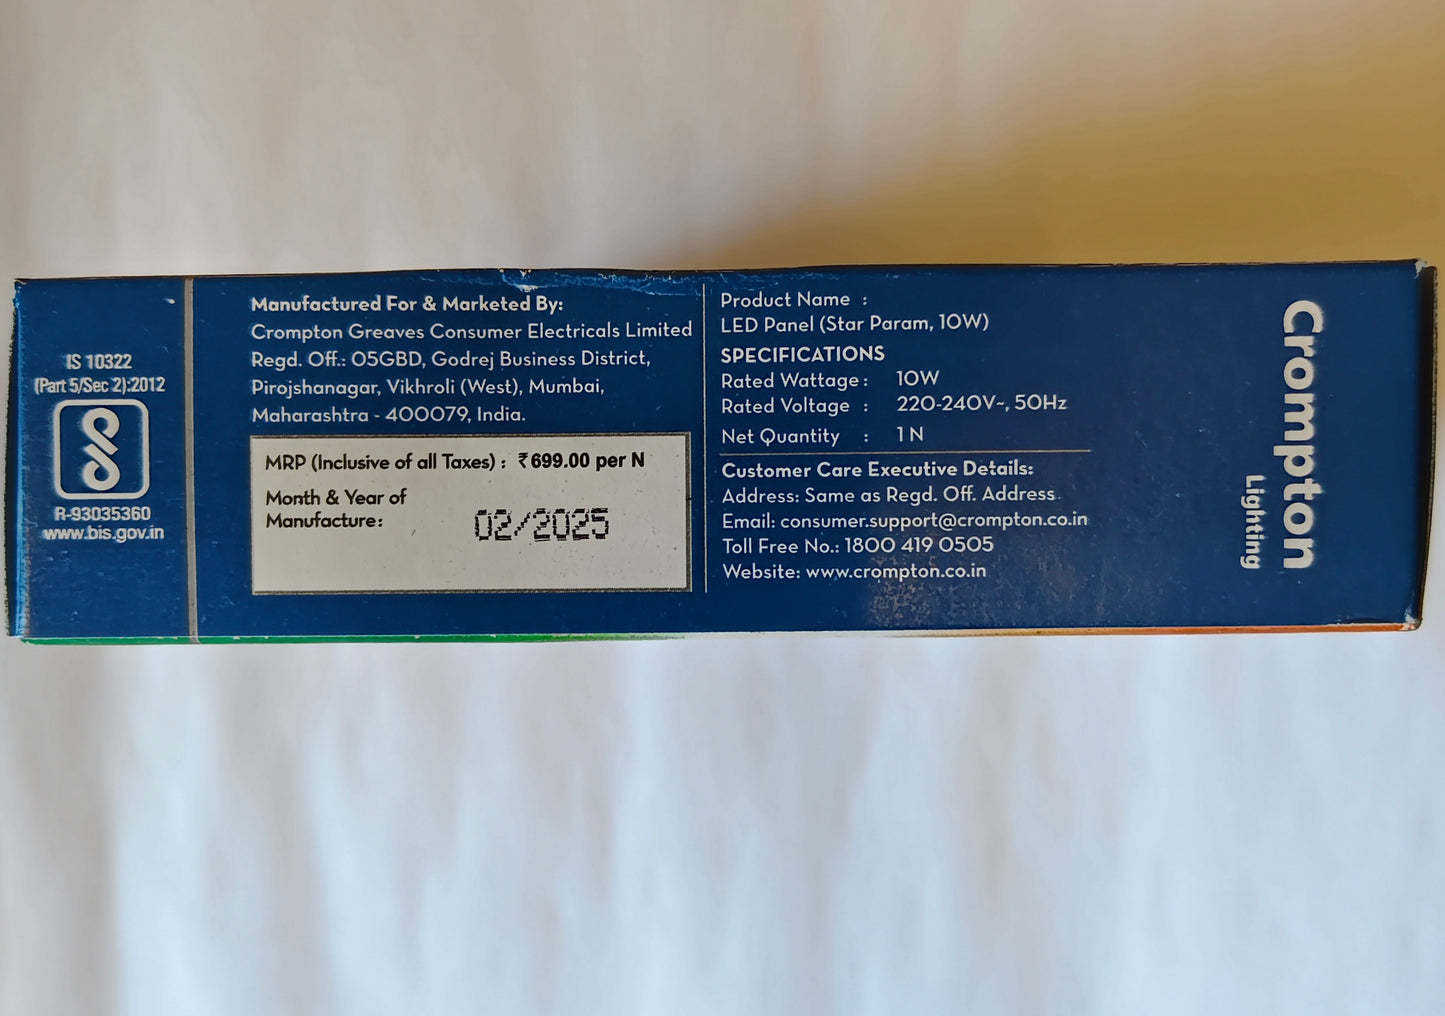 IS 10322
(Part 5/Sec 2):2012
R-93035360
www.bis.gov.in
Manufactured For & Marketed By:
Crompton Greaves Consumer Electricals Limited
Regd. Off.: 05GBD, Godrej Business District,
Pirojshanagar, Vikhroli (West), Mumbai,
Maharashtra - 400079, India.
MRP (Inclusive of all Taxes) : ₹699.00 per N
Month & Year of
Manufacture: 02/2025
Product Name :
LED Panel (Star Param, 10W)
SPECIFICATIONS
Rated Wattage : 10W
Rated Voltage : 220-240V~, 50Hz
Net Quantity : 1 N
Customer Care Executive Details:
Address: Same as Regd. Off. Address
Email: consumer.support@crompton.co.in
Toll Free No.: 1800 419 0505
Website: www.crompton.co.in
Crompton
Lighting